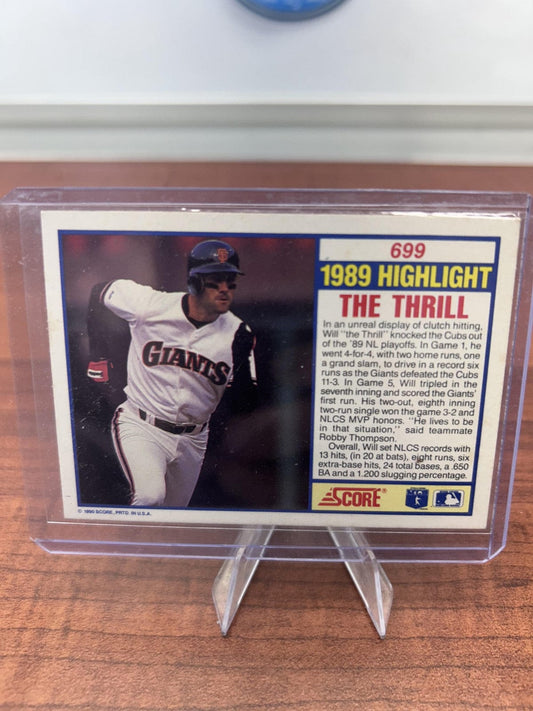 699
1989 HIGHLIGHT
THE THRILL
In an unreal display of clutch hitting,
Will "the Thrill" knocked the Cubs out
of the '89 NL playoffs. In Game 1, he
went 4-for-4, with two home runs, one
a grand slam, to drive in a record six
runs as the Giants defeated the Cubs
11-3. In Game 5, Will tripled in the
seventh inning and scored the Giants'
first run. His two-out, eighth inning
two-run single won the game 3-2 and
NLCS MVP honors. "He lives to be
in that situation," said teammate
Robby Thompson.
Overall, Will set NLCS records with
13 hits, (in 20 at bats), eight runs, six
extra-base hits, 24 total bases, a .650
BA and a 1.200 slugging percentage.
GIANTS
SCORE®
© 1990 SCORE, PRTD. IN U.S.A.